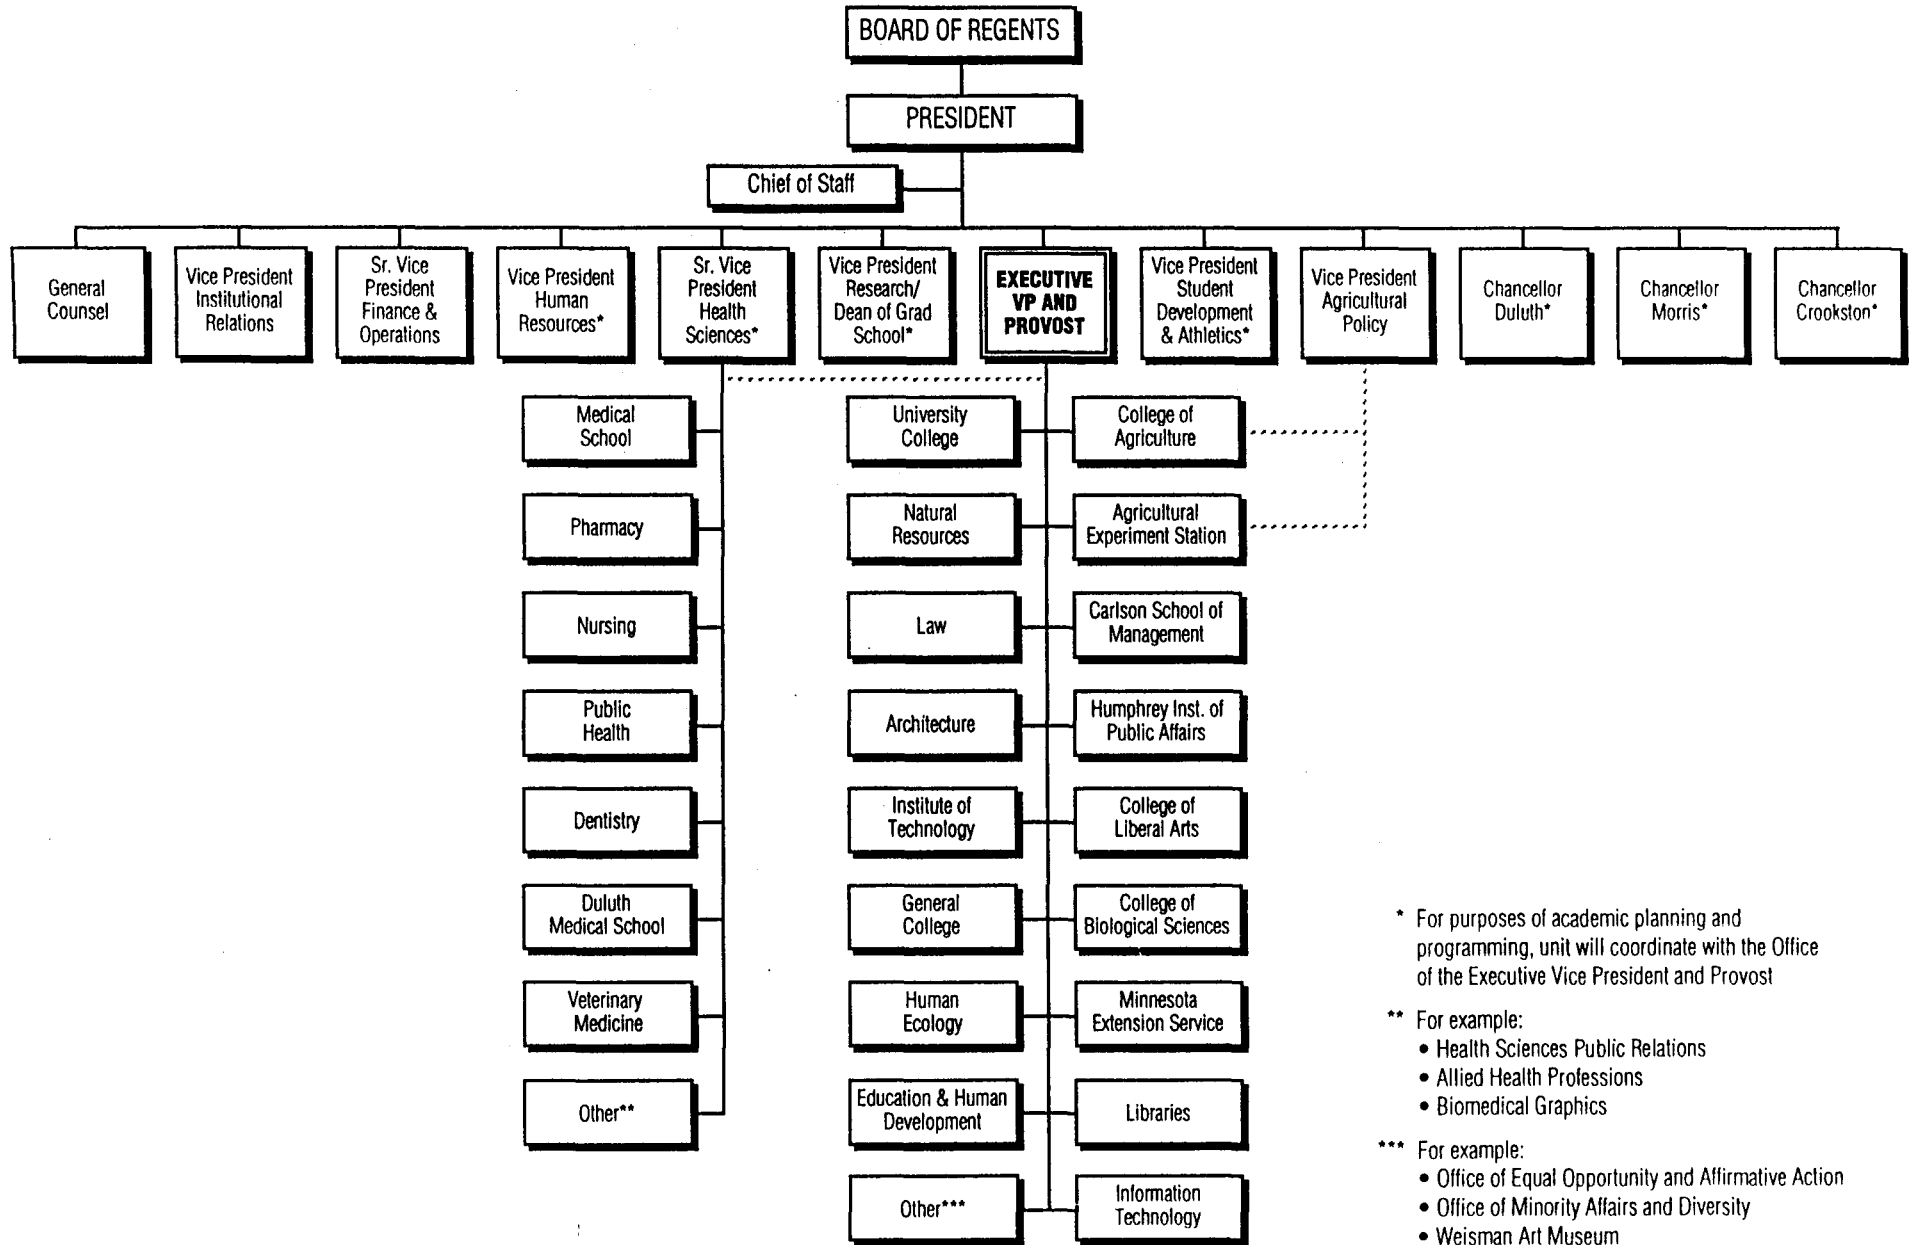 BOARD OF REGENTS
PRESIDENT
Chief of Staff
General
Counsel
Vice President
Institutional
Relations
Sr. Vice
President
Finance &
Operations
Vice President
Human
Resources*
Sr. Vice
President
Health
Sciences*
Vice President
Research/
Dean of Grad
School*
EXECUTIVE
VP AND
PROVOST
Vice President
Student
Development
& Athletics*
Vice President
Agricultural
Policy
Chancellor
Duluth*
Chancellor
Morris*
Chancellor
Crookston*
Medical
School
Pharmacy
Nursing
Public
Health
Dentistry
Duluth
Medical School
Veterinary
Medicine
Other**
University
College
College of
Agriculture
Natural
Resources
Agricultural
Experiment Station
Law
Carlson School of
Management
Architecture
Humphrey Inst. of
Public Affairs
Institute of
Technology
College of
Liberal Arts
General
College
College of
Biological Sciences
Human
Ecology
Minnesota
Extension Service
Education & Human
Development
Libraries
Other***
Information
Technology
* For purposes of academic planning and
programming, unit will coordinate with the Office
of the Executive Vice President and Provost
** For example:
• Health Sciences Public Relations
• Allied Health Professions
• Biomedical Graphics
*** For example:
• Office of Equal Opportunity and Affirmative Action
• Office of Minority Affairs and Diversity
• Weisman Art Museum